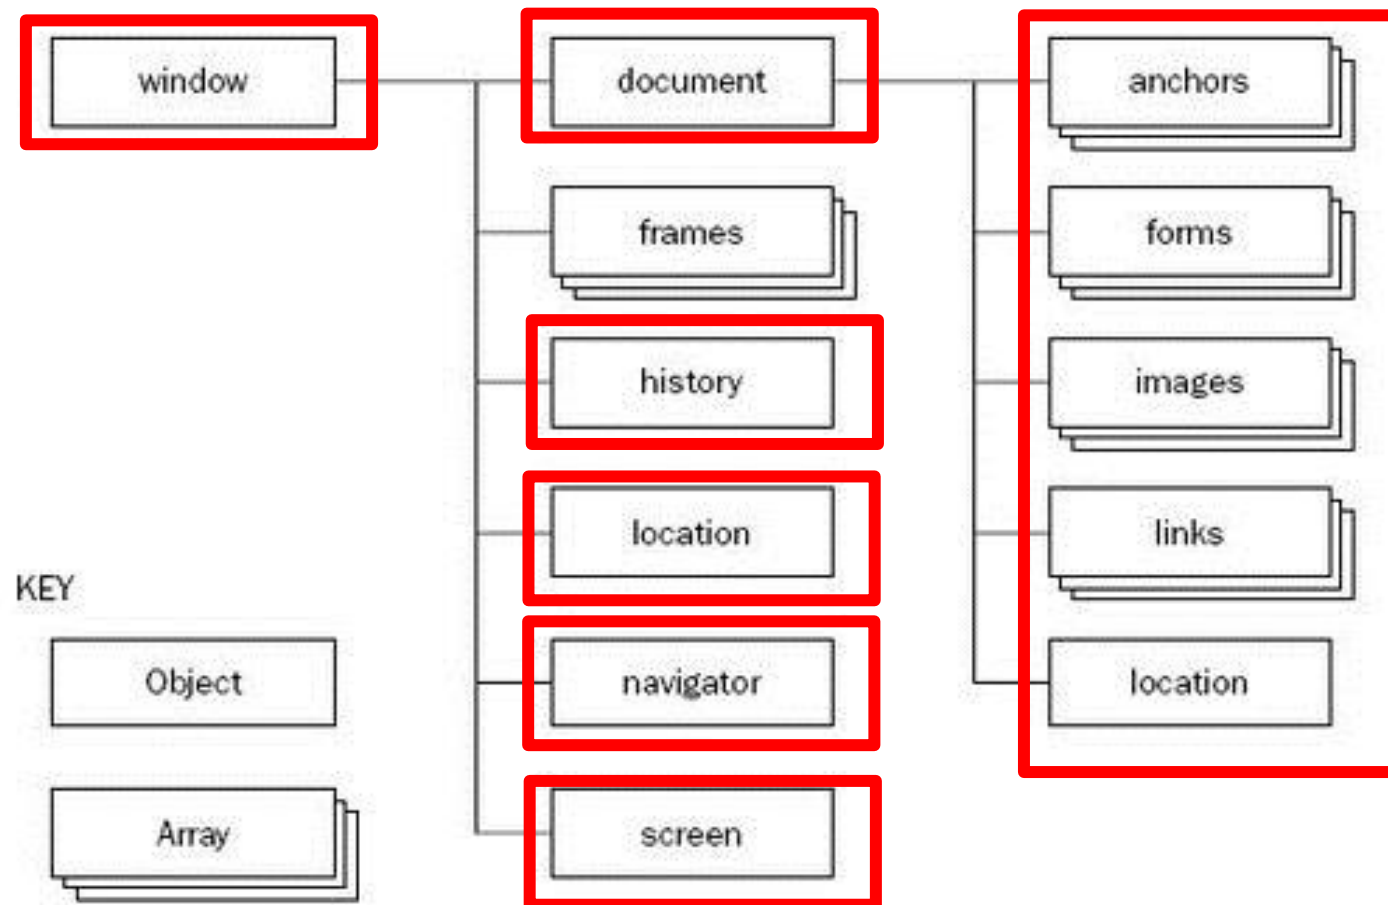 window
document
anchors
frames
forms
history
images
location
links
KEY
Object
navigator
location
Array
screen